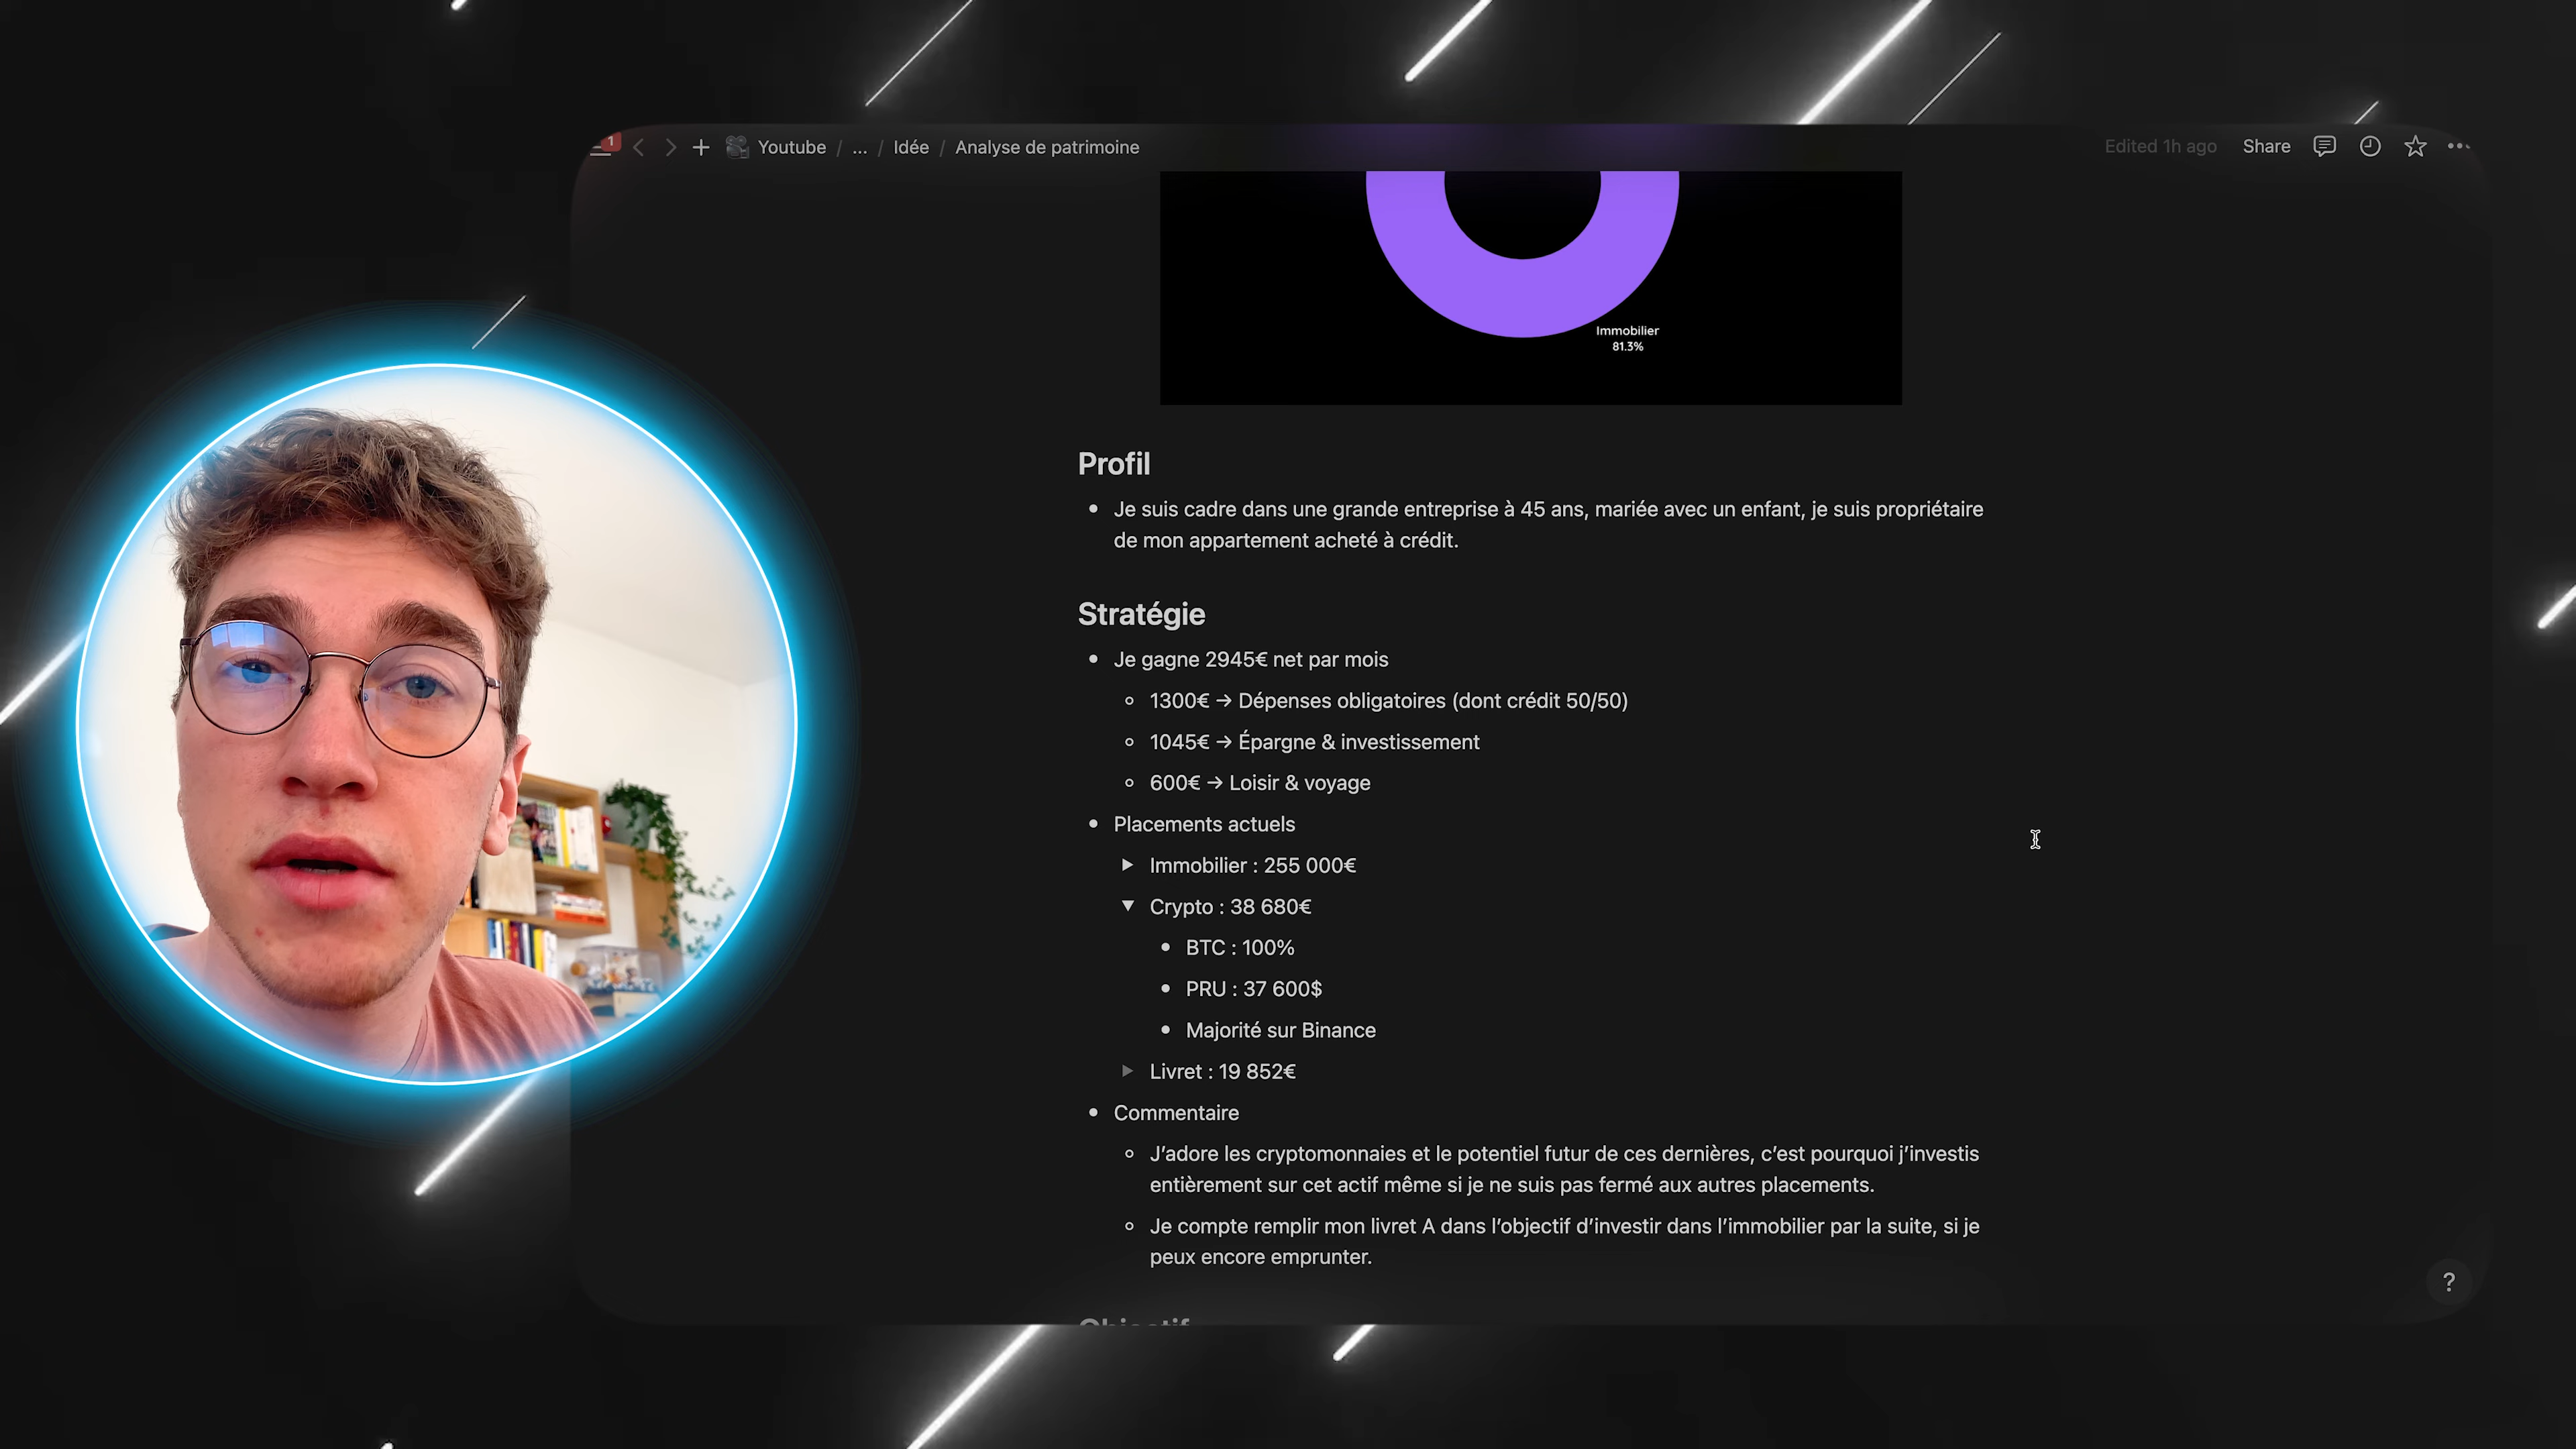 1
Youtube / ... / Idée / Analyse de patrimoine
Edited 1h ago Share
Immobilier
81.3%
Profil
Je suis cadre dans une grande entreprise à 45 ans, mariée avec un enfant, je suis propriétaire
de mon appartement acheté à crédit.
Stratégie
Je gagne 2945€ net par mois
1300€ → Dépenses obligatoires (dont crédit 50/50)
1045€ → Épargne & investissement
600€ → Loisir & voyage
Placements actuels
Immobilier : 255 000€
Crypto : 38 680€
BTC : 100%
PRU : 37 600$
Majorité sur Binance
Livret : 19 852€
Commentaire
J’adore les cryptomonnaies et le potentiel futur de ces dernières, c’est pourquoi j’investis
entièrement sur cet actif même si je ne suis pas fermé aux autres placements.
Je compte remplir mon livret A dans l’objectif d’investir dans l’immobilier par la suite, si je
peux encore emprunter.
?
Objectif